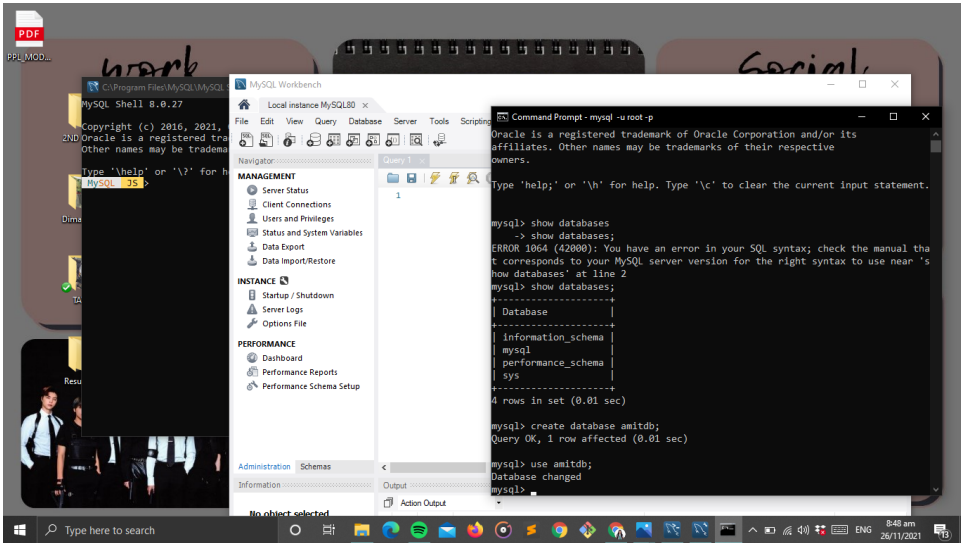 PDF
PPL_MOD...
work
Social
2ND
Dima
TA
Resu
C:\Program Files\MySQL\MySQL S
MySQL Shell 8.0.27
Copyright (c) 2016, 2021,
Oracle is a registered tra
Other names may be tradema
Type '\help' or '\?' for h
MySQL JS >
MySQL Workbench
Local instance MySQL80
File Edit View Query Database Server Tools Scripting
Navigator
Query 1
MANAGEMENT
Server Status
Client Connections
Users and Privileges
Status and System Variables
Data Export
Data Import/Restore
INSTANCE
Startup / Shutdown
Server Logs
Options File
PERFORMANCE
Dashboard
Performance Reports
Performance Schema Setup
1
Administration Schemas
Information
Output
Action Output
No object selected
Command Prompt - mysql -u root -p
Oracle is a registered trademark of Oracle Corporation and/or its
affiliates. Other names may be trademarks of their respective
owners.
Type 'help;' or '\h' for help. Type '\c' to clear the current input statement.
mysql> show databases
-> show databases;
ERROR 1064 (42000): You have an error in your SQL syntax; check the manual tha
t corresponds to your MySQL server version for the right syntax to use near 's
how databases' at line 2
mysql> show databases;
+--------------------+
| Database |
+--------------------+
| information_schema |
| mysql |
| performance_schema |
| sys |
+--------------------+
4 rows in set (0.01 sec)
mysql> create database amitdb;
Query OK, 1 row affected (0.01 sec)
mysql> use amitdb;
Database changed
mysql>
Type here to search
ENG
8:48 am
26/11/2021
13